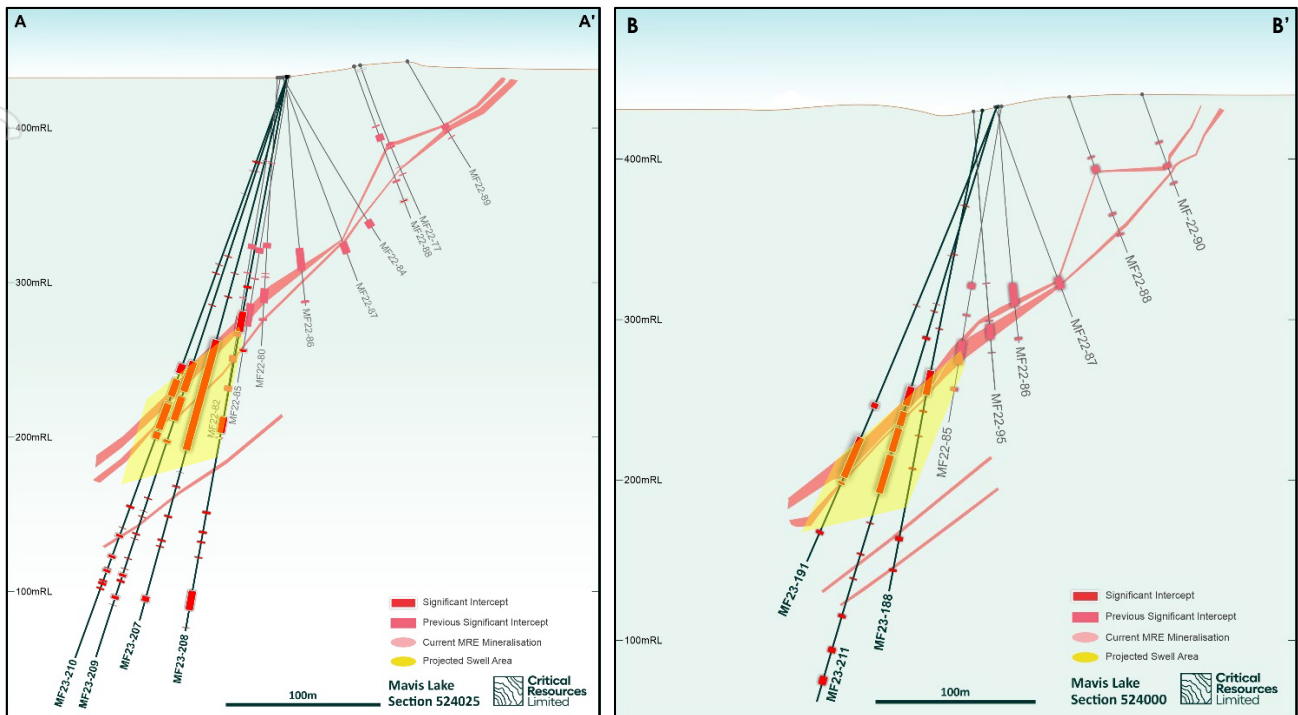 A
A'
400mRL
300mRL
200mRL
100mRL
MF22-89
MF22-77
MF22-88
MF22-84
MF22-87
MF22-86
MF22-80
MF22-85
MF22-82
MF23-210
MF23-209
MF23-207
MF23-208
Significant Intercept
Previous Significant Intercept
Current MRE Mineralisation
Projected Swell Area
100m
Mavis Lake
Section 524025
Critical
Resources
Limited
B
B'
400mRL
300mRL
200mRL
100mRL
MF-22-90
MF22-88
MF22-87
MF22-86
MF22-95
MF22-85
MF23-191
MF23-188
MF23-211
Significant Intercept
Previous Significant Intercept
Current MRE Mineralisation
Projected Swell Area
100m
Mavis Lake
Section 524000
Critical
Resources
Limited